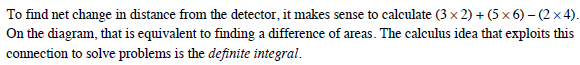 To find net change in distance from the detector, it makes sense to calculate (3 × 2) + (5 × 6) – (2 × 4).
On the diagram, that is equivalent to finding a difference of areas. The calculus idea that exploits this
connection to solve problems is the definite integral.